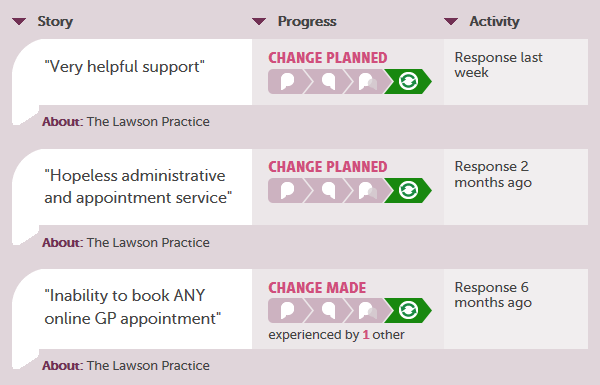 Story Progress Activity
"Very helpful support"
CHANGE PLANNED
Response last
week
About: The Lawson Practice
"Hopeless administrative
and appointment service"
CHANGE PLANNED
Response 2
months ago
About: The Lawson Practice
"Inability to book ANY
online GP appointment"
CHANGE MADE
experienced by 1 other
Response 6
months ago
About: The Lawson Practice